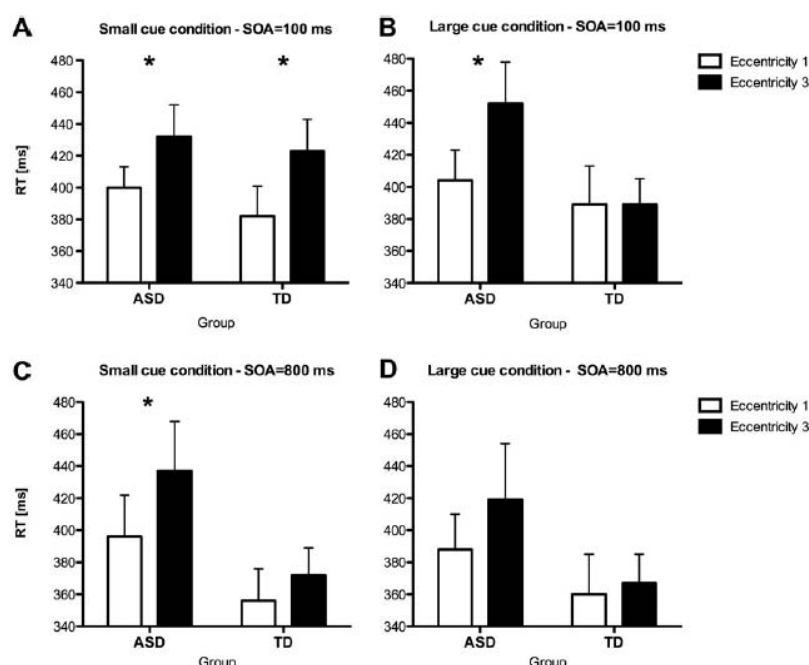 A
Small cue condition - SOA=100 ms
*
*
RT [ms]
480
460
440
420
400
380
360
340
ASD
TD
Group
B
Large cue condition - SOA=100 ms
*
480
460
440
420
400
380
360
340
ASD
TD
Group
Eccentricity 1
Eccentricity 3
C
Small cue condition - SOA=800 ms
*
RT [ms]
480
460
440
420
400
380
360
340
ASD
TD
Group
D
Large cue condition - SOA=800 ms
480
460
440
420
400
380
360
340
ASD
TD
Group
Eccentricity 1
Eccentricity 3